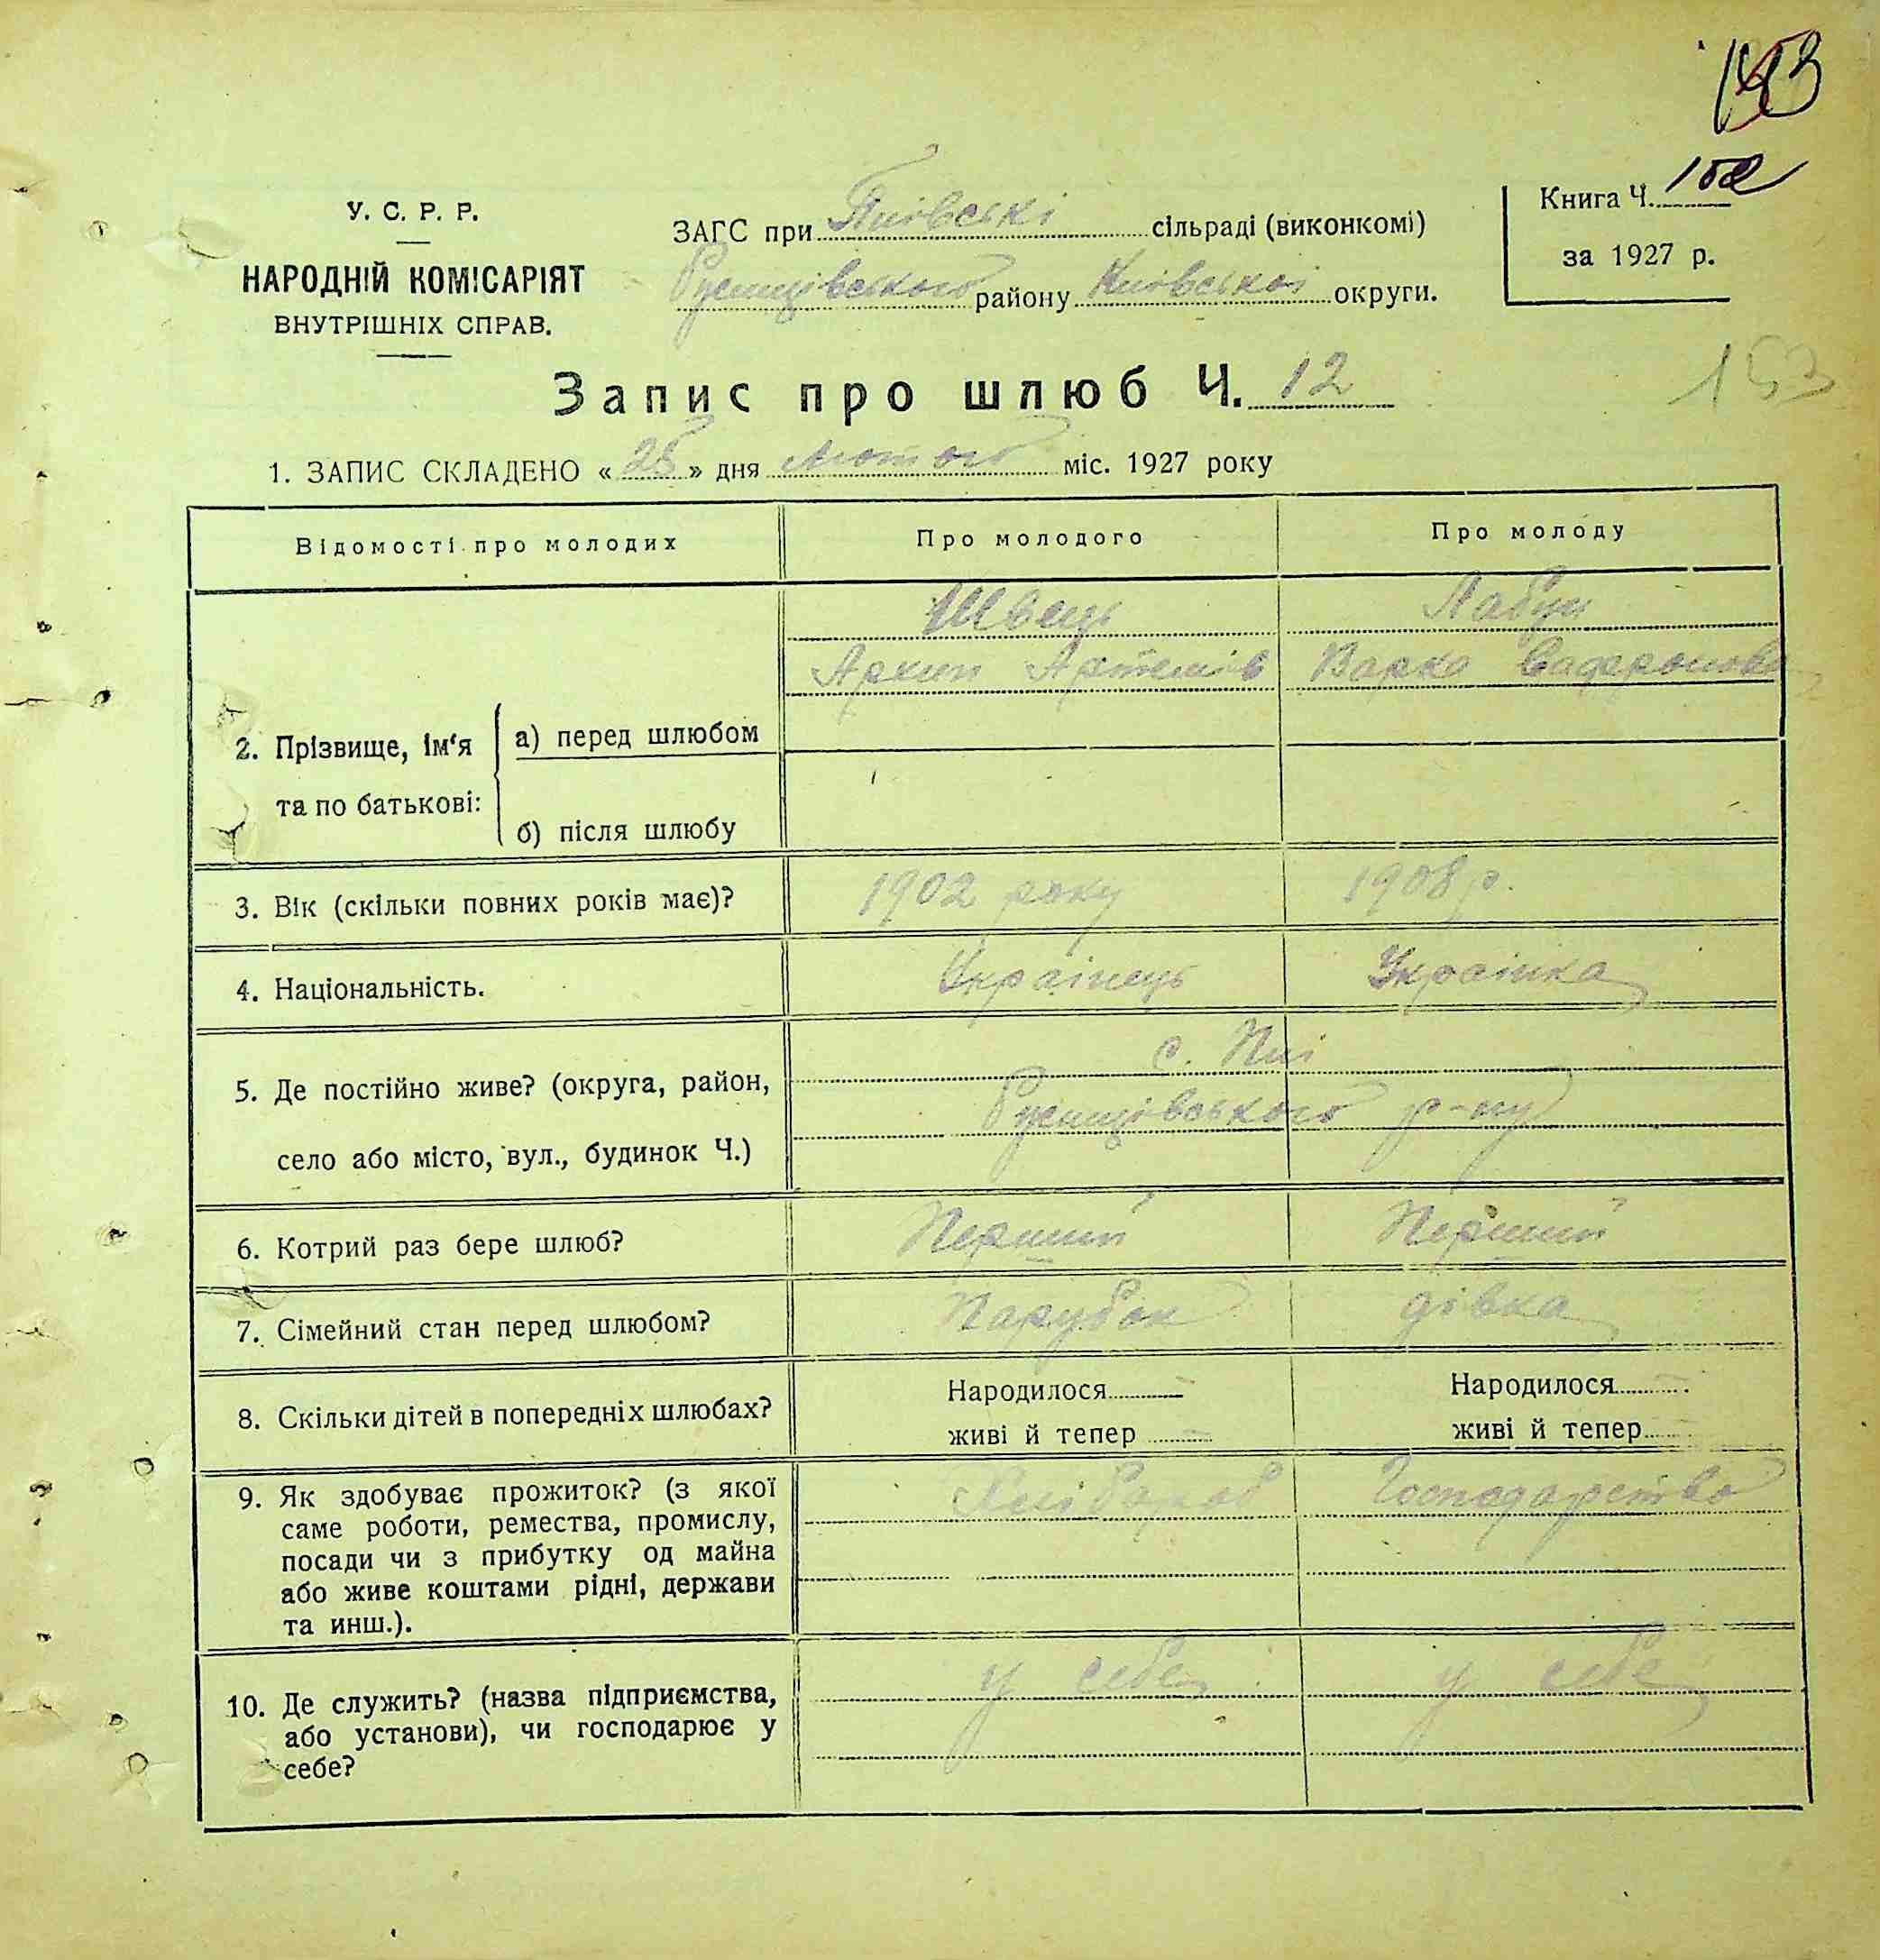 153
Книга Ч. 152
за 1927 р.
У. С. Р. Р.
НАРОДНІЙ КОМІСАРІЯТ
ВНУТРІШНІХ СПРАВ.
ЗАГС при Пиівські сільраді (виконкомі)
району Київської округи.
153
Запис про шлюб Ч. 12
1. ЗАПИС СКЛАДЕНО « » дня Лютого міс. 1927 року
Відомості про молодих Про молодого Про молоду
2. Прізвище, ім'я та по батькові:
а) перед шлюбом
б) після шлюбу
Швець
Архип Артемів
Лабун
Варка Сафронова
3. Вік (скільки повних років має)? 1902 року 1908 р.
4. Національність. Українець Українка
5. Де постійно живе? (округа, район,
село або місто, вул., будинок Ч.)
с. Пиі
р-ну
6. Котрий раз бере шлюб? Перший Перший
7. Сімейний стан перед шлюбом? Парубок дівка
8. Скільки дітей в попередніх шлюбах?
Народилося –
живі й тепер –
Народилося –
живі й тепер –
9. Як здобуває прожиток? (з якої
саме роботи, ремества, промислу,
посади чи з прибутку од майна
або живе коштами рідні, держави
та инш.).
Хлібороб Господарство
10. Де служить? (назва підприємства,
або установи), чи господарює у
себе?
у себе у себе